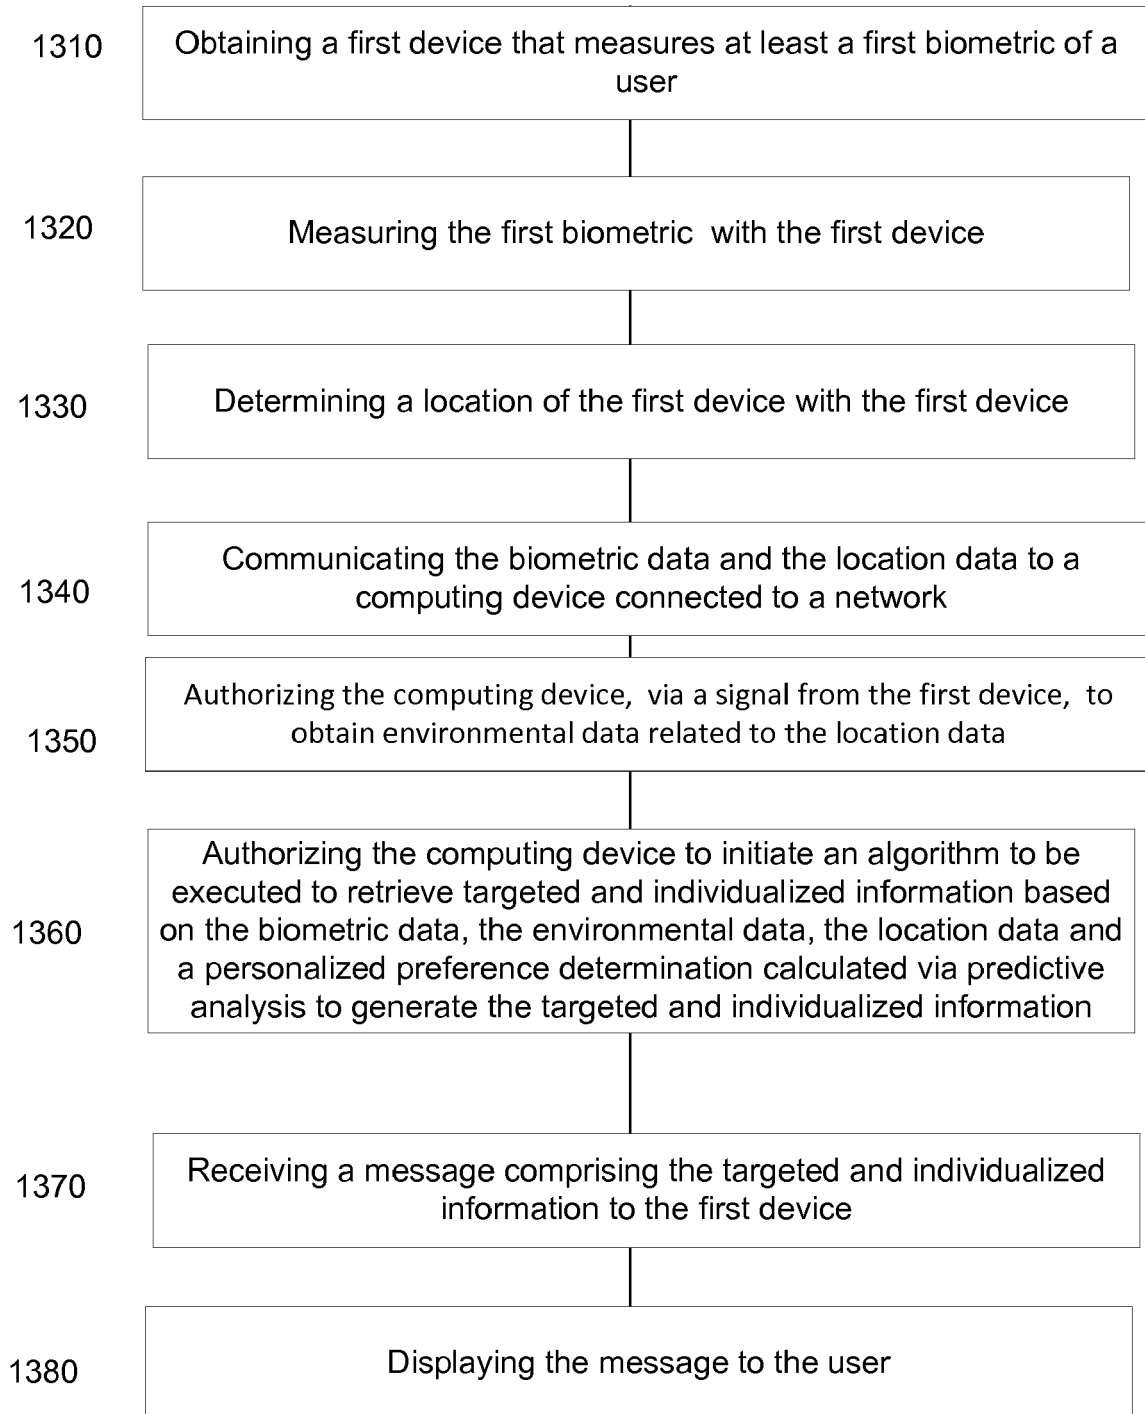 1310
Obtaining a first device that measures at least a first biometric of a
user
1320
Measuring the first biometric with the first device
1330
Determining a location of the first device with the first device
1340
Communicating the biometric data and the location data to a
computing device connected to a network
1350
Authorizing the computing device, via a signal from the first device, to
obtain environmental data related to the location data
1360
Authorizing the computing device to initiate an algorithm to be
executed to retrieve targeted and individualized information based
on the biometric data, the environmental data, the location data and
a personalized preference determination calculated via predictive
analysis to generate the targeted and individualized information
1370
Receiving a message comprising the targeted and individualized
information to the first device
1380
Displaying the message to the user